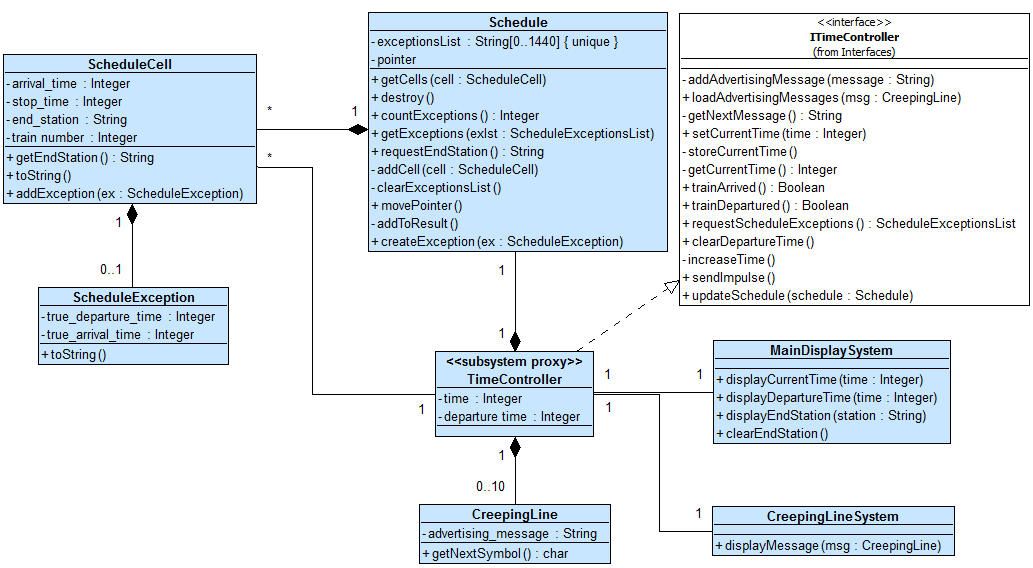 ScheduleCell
-arrival_time : Integer
-stop_time : Integer
-end_station : String
-train number : Integer
+getEndStation() : String
+toString()
+addException(ex : ScheduleException)
*
1
*
1
0..1
ScheduleException
-true_departure_time : Integer
-true_arrival_time : Integer
+toString()
Schedule
-exceptionsList : String[0..1440] { unique }
-pointer
+getCells(cell : ScheduleCell)
+destroy()
+countExceptions() : Integer
+getExceptions(exlst : ScheduleExceptionsList)
+requestEndStation() : String
-addCell(cell : ScheduleCell)
-clearExceptionsList()
+movePointer()
-addToResult()
+createException(ex : ScheduleException)
1
1
<<interface>>
ITimeController
(from Interfaces)
-addAdvertisingMessage(message : String)
+loadAdvertisingMessages(msg : CreepingLine)
-getNextMessage() : String
+setCurrentTime(time : Integer)
-storeCurrentTime()
-getCurrentTime() : Integer
+trainArrived() : Boolean
+trainDeparted() : Boolean
+requestScheduleExceptions() : ScheduleExceptionsList
+clearDepartureTime()
-increaseTime()
+sendImpulse()
+updateSchedule(schedule : Schedule)
<<subsystem proxy>>
TimeController
-time : Integer
-departure time : Integer
1
1
1
1
1
0..10
1
MainDisplaySystem
+displayCurrentTime(time : Integer)
+displayDepartureTime(time : Integer)
+displayEndStation(station : String)
+clearEndStation()
CreepingLine
-advertising_message : String
+getNextSymbol() : char
CreepingLineSystem
+displayMessage(msg : CreepingLine)